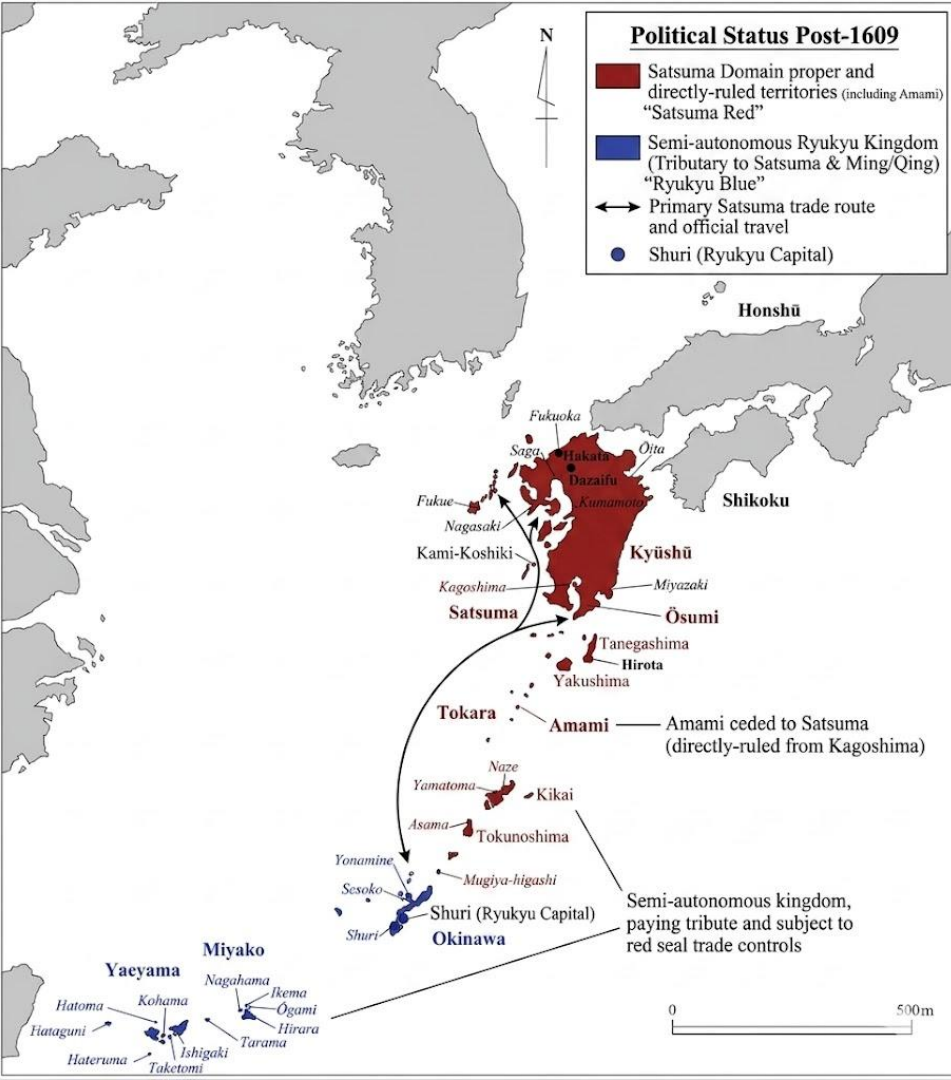 Political Status Post-1609
Satsuma Domain proper and
directly-ruled territories (including Amami)
“Satsuma Red”
Semi-autonomous Ryukyu Kingdom
(Tributary to Satsuma & Ming/Qing)
“Ryukyu Blue”
Primary Satsuma trade route
and official travel
Shuri (Ryukyu Capital)
N
Honshū
Fukuoka
Saga
Hakata
Ōita
Dazaifu
Shikoku
Fukue
Kumamoto
Nagasaki
Kami-Koshiki
Kyūshū
Kagoshima
Miyazaki
Satsuma
Ōsumi
Tanegashima
Hirota
Yakushima
Tokara
Amami
Amami ceded to Satsuma
(directly-ruled from Kagoshima)
Naze
Yamatoma
Kikai
Asama
Tokunoshima
Yonamine
Mugiya-higashi
Sesoko
Shuri (Ryukyu Capital)
Shuri
Okinawa
Semi-autonomous kingdom,
paying tribute and subject to
red seal trade controls
Miyako
Yaeyama
Nagahama
Ikema
Hatoma
Kohama
Ōgami
Hataguni
Hirara
Tarama
Ishigaki
Hateruma
Taketomi
0
500m